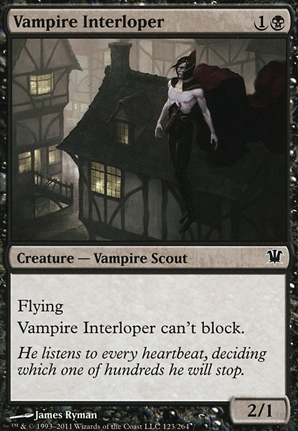 Vampire Interloper 1
Creature — Vampire Scout
Flying
Vampire Interloper can't block.
He listens to every heartbeat, deciding
which one of hundreds he will stop.
2/1
James Ryman
™ & © 1993–2011 Wizards of the Coast LLC 123/264